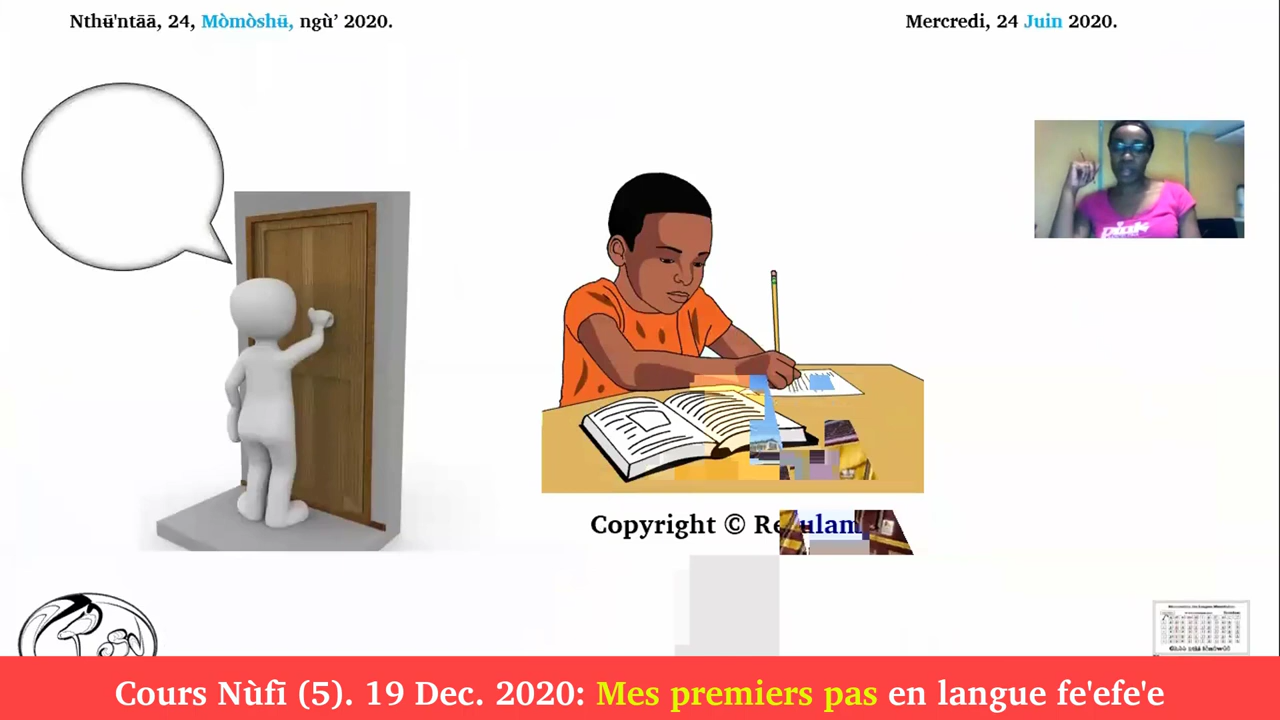 Nthʉ̄'ntāā, 24, Mòmòshʉ̄, ngù’ 2020.
Mercredi, 24 Juin 2020.
Copyright ©
Cours Nùfī (5). 19 Dec. 2020: Mes premiers pas en langue fe'efe'e